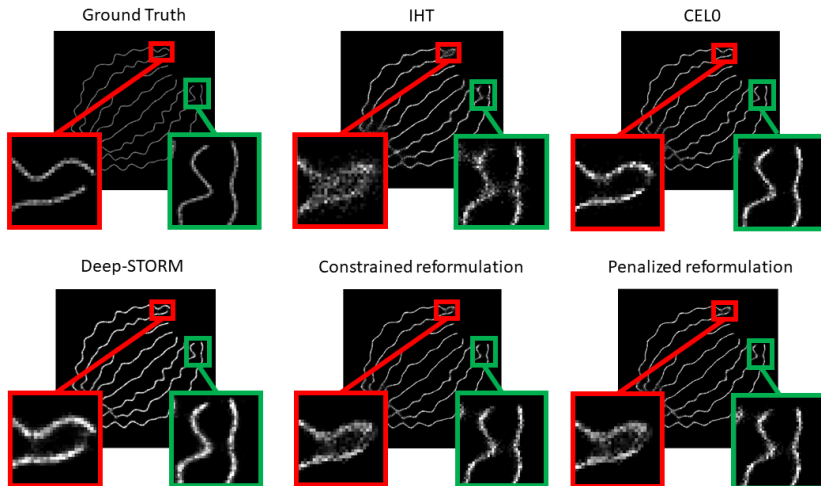 Ground Truth
IHT
CEL0
Deep-STORM
Constrained reformulation
Penalized reformulation